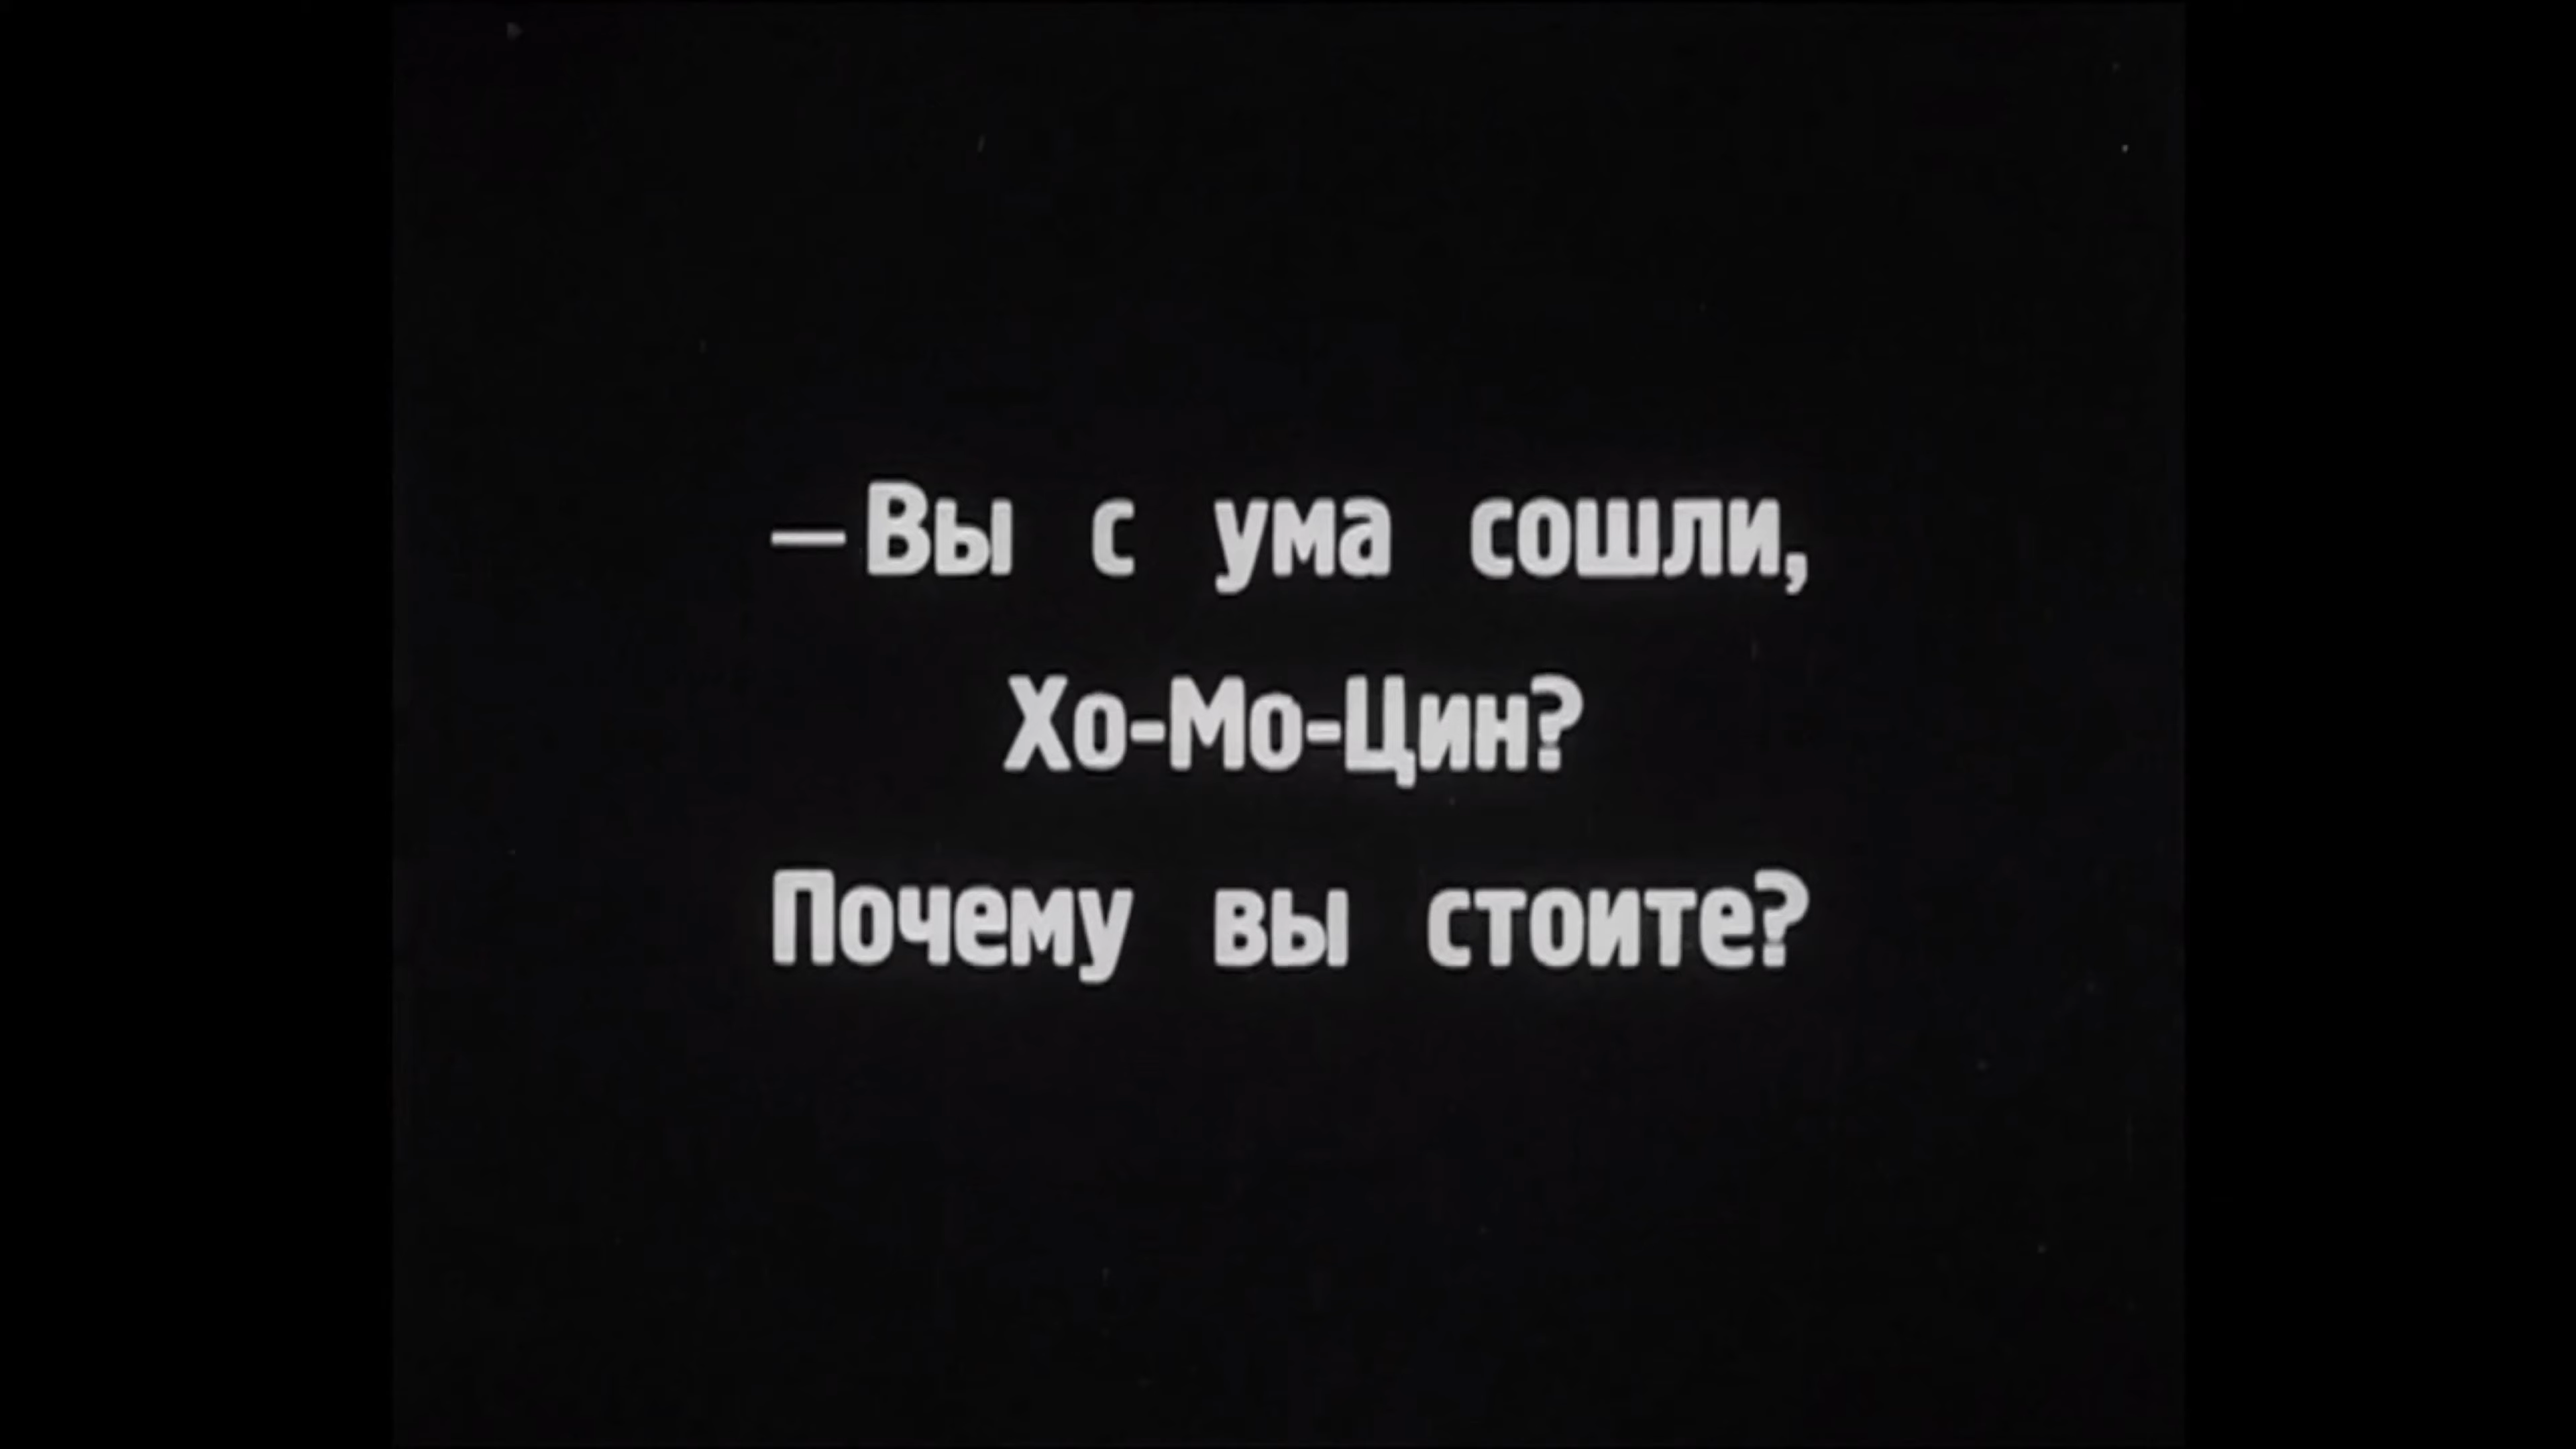 —Вы с ума сошли,
Хо-Мо-Цин?
Почему вы стоите?